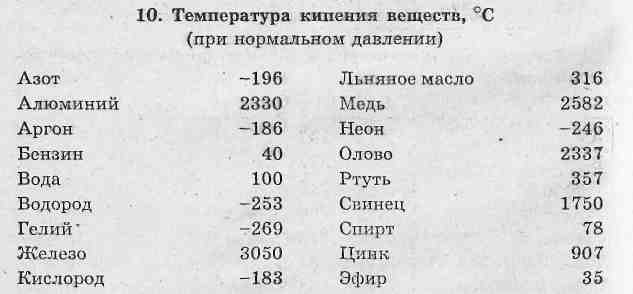 10. Температура кипения веществ, °C
(при нормальном давлении)
Азот −196 Льняное масло 316
Алюминий 2330 Медь 2582
Аргон −186 Неон −246
Бензин 40 Олово 2337
Вода 100 Ртуть 357
Водород −253 Свинец 1750
Гелий −269 Спирт 78
Железо 3050 Цинк 907
Кислород −183 Эфир 35